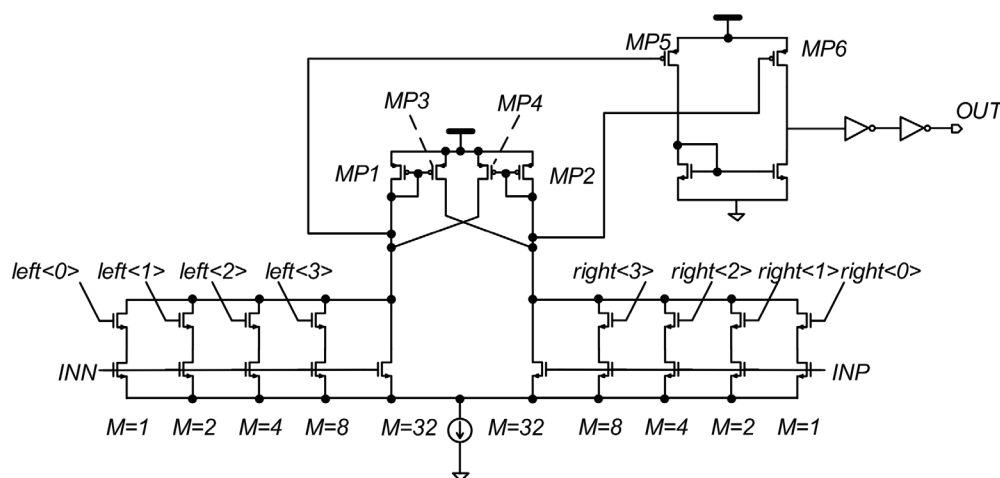 MP5
MP6
OUT
MP3
MP4
MP1
MP2
left<0>
left<1>
left<2>
left<3>
right<3>
right<2>
right<1>
right<0>
INN
INP
M=1
M=2
M=4
M=8
M=32
M=32
M=8
M=4
M=2
M=1